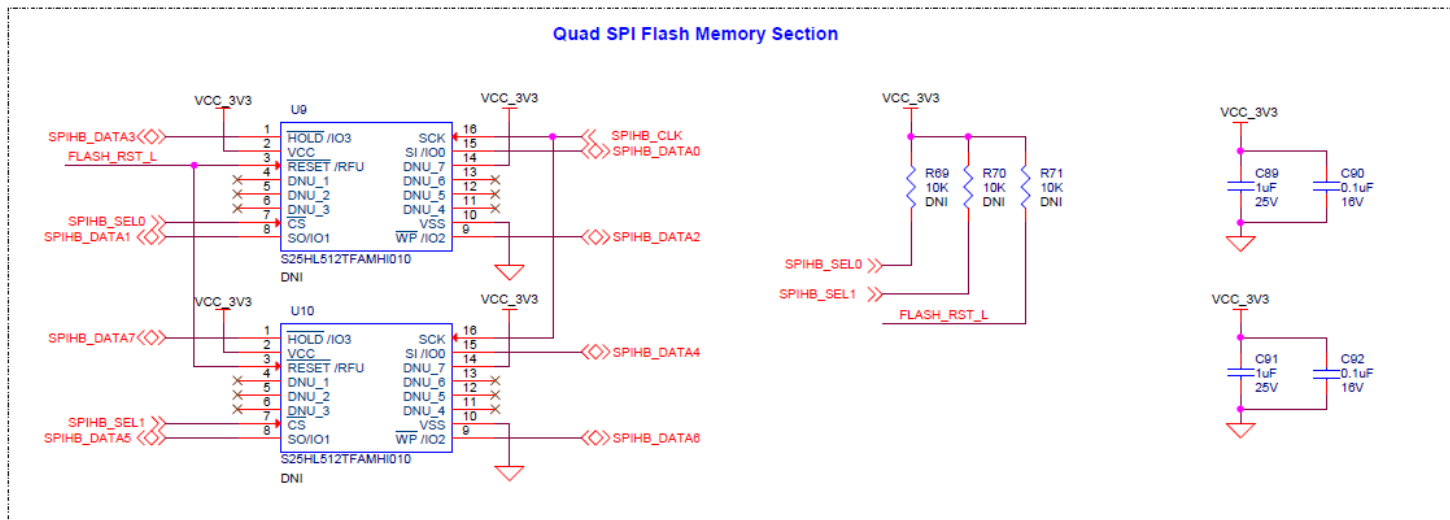 Quad SPI Flash Memory Section
VCC_3V3
U9
VCC_3V3
SPIHB_DATA3
1
HOLD /IO3
SCK
16
SPIHB_CLK
2
VCC
SI /IO0
15
SPIHB_DATA0
FLASH_RST_L
3
RESET /RFU
DNU_7
14
4
DNU_1
DNU_6
13
5
DNU_2
DNU_5
12
6
DNU_3
DNU_4
11
SPIHB_SEL0
7
CS
VSS
10
SPIHB_DATA1
8
SO/IO1
WP /IO2
9
SPIHB_DATA2
S25HL512TFAMHI010
DNI
VCC_3V3
U10
VCC_3V3
SPIHB_DATA7
1
HOLD /IO3
SCK
16
2
VCC
SI /IO0
15
SPIHB_DATA4
3
RESET /RFU
DNU_7
14
4
DNU_1
DNU_6
13
5
DNU_2
DNU_5
12
6
DNU_3
DNU_4
11
SPIHB_SEL1
7
CS
VSS
10
SPIHB_DATA5
8
SO/IO1
WP /IO2
9
SPIHB_DATA6
S25HL512TFAMHI010
DNI
VCC_3V3
R69
10K
DNI
R70
10K
DNI
R71
10K
DNI
SPIHB_SEL0
SPIHB_SEL1
FLASH_RST_L
VCC_3V3
C89
1uF
25V
C90
0.1uF
16V
VCC_3V3
C91
1uF
25V
C92
0.1uF
16V